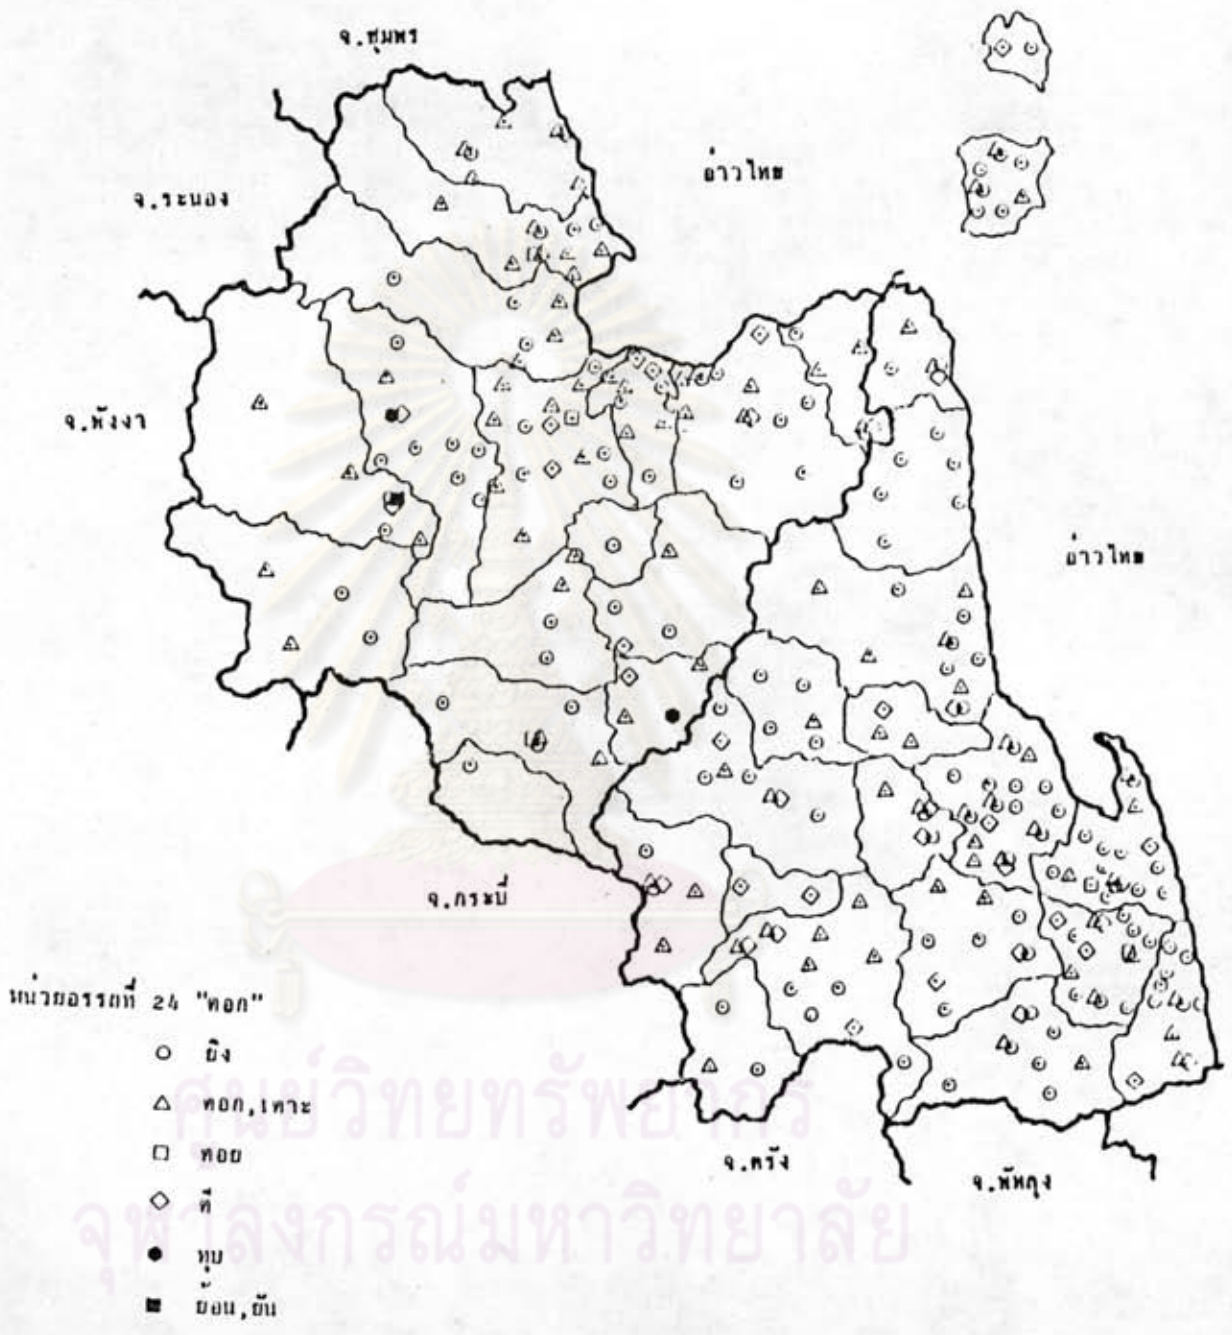 จ.ชุมพร
อ่าวไทย
จ.ระนอง
จ.พังงา
อ่าวไทย
จ.กระบี่
หน่วยอรรถที่ 24 "ตอก"
ยิง
ตอก,เคาะ
ตอย
ตี
ทุบ
ย้อน,ยัน
จ.ตรัง
จ.พัทลุง
ศูนย์วิทยทรัพยากร
จุฬาลงกรณ์มหาวิทยาลัย